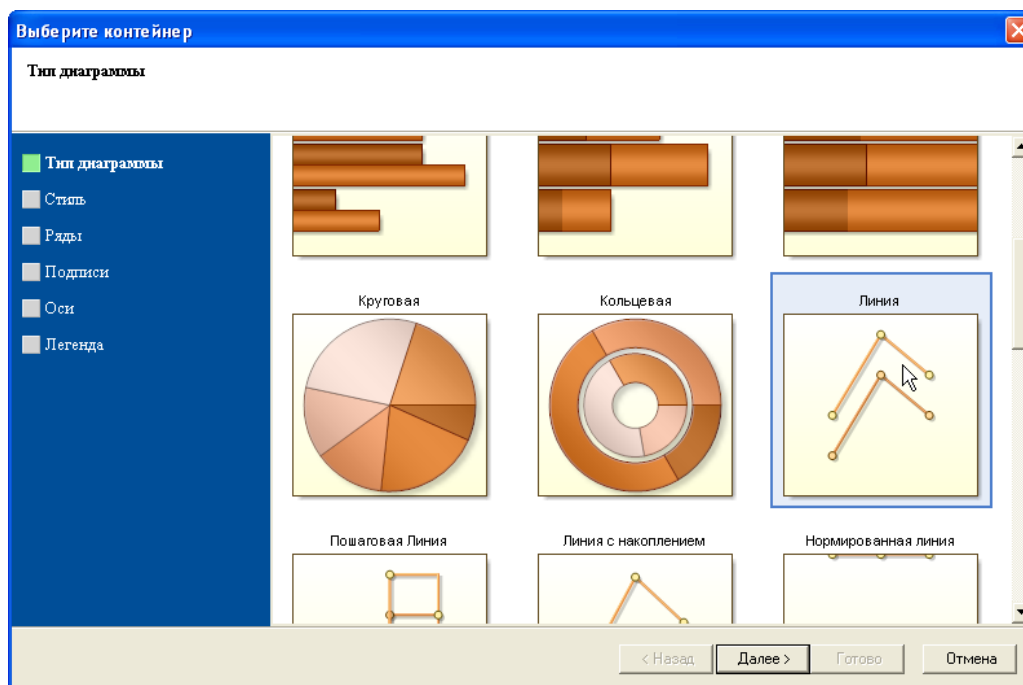 Выберите контейнер
Тип диаграммы
Тип диаграммы
Стиль
Ряды
Подписи
Оси
Легенда
Круговая
Кольцевая
Линия
Пошаговая Линия
Линия с накоплением
Нормированная линия
< Назад
Далее >
Готово
Отмена